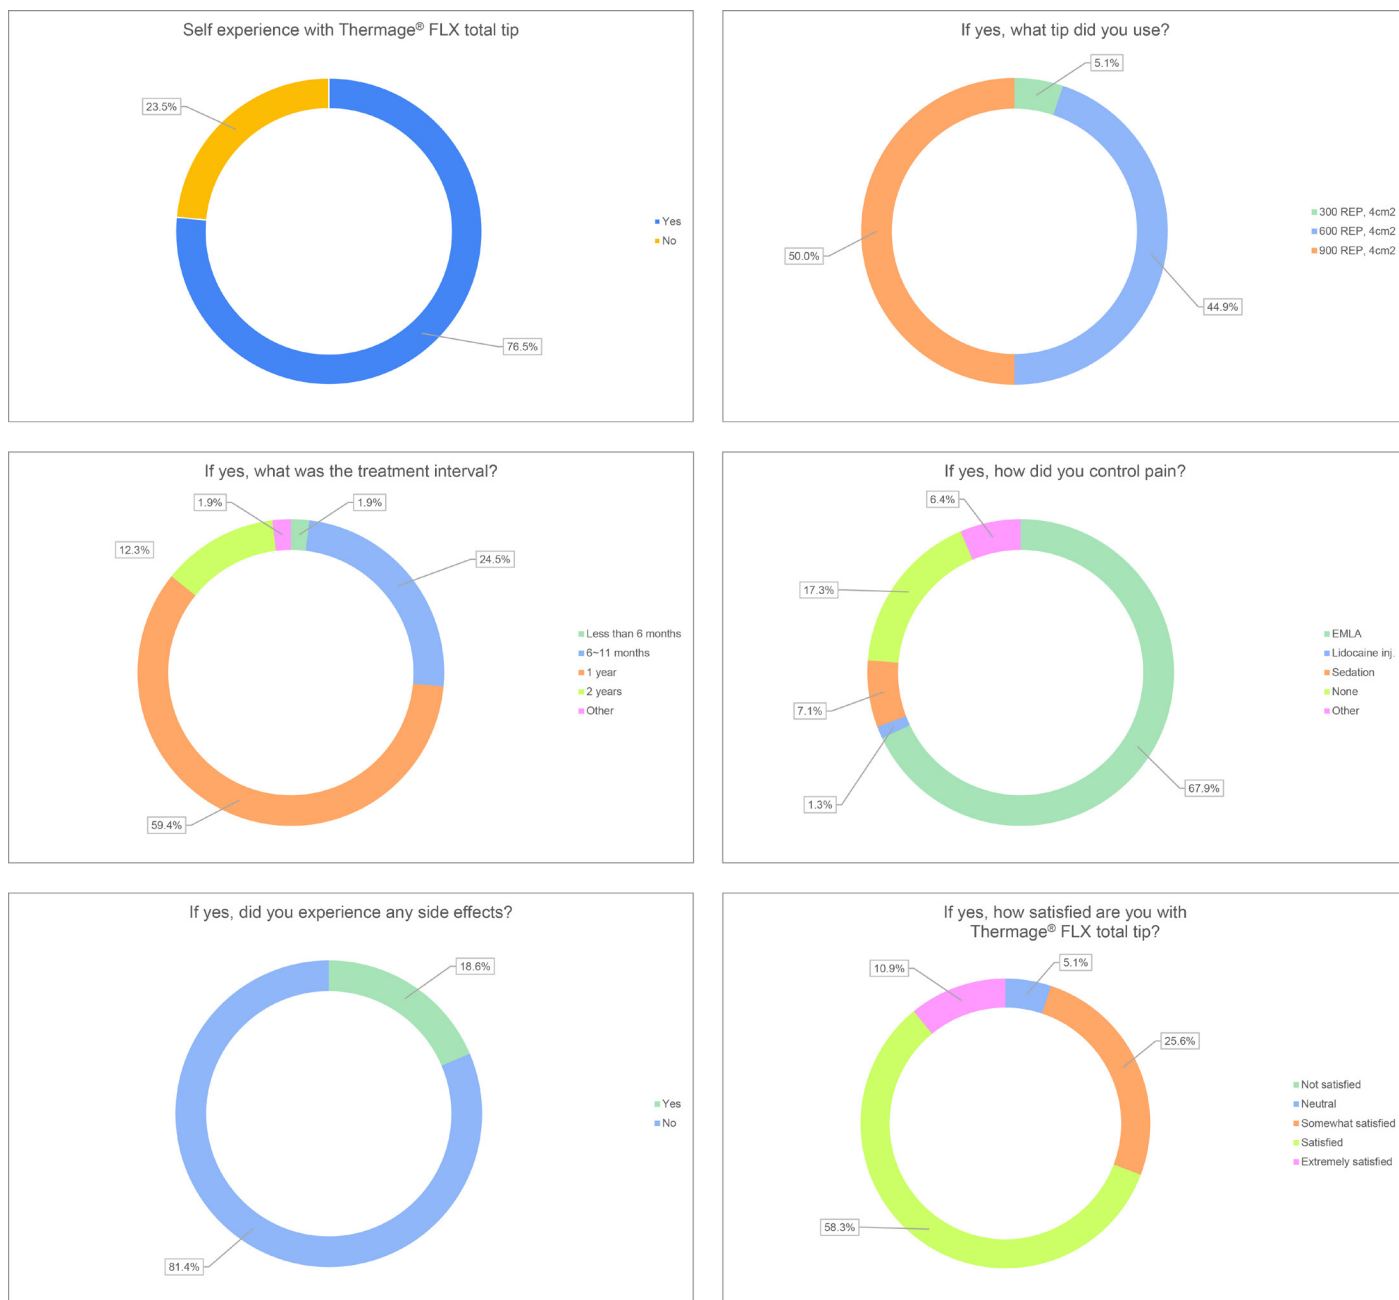 Self experience with Thermage® FLX total tip
23.5%
76.5%
Yes
No
If yes, what tip did you use?
5.1%
50.0%
44.9%
300 REP, 4cm2
600 REP, 4cm2
900 REP, 4cm2
If yes, what was the treatment interval?
1.9%
1.9%
12.3%
24.5%
59.4%
Less than 6 months
6~11 months
1 year
2 years
Other
If yes, how did you control pain?
6.4%
17.3%
7.1%
1.3%
67.9%
EMLA
Lidocaine inj.
Sedation
None
Other
If yes, did you experience any side effects?
18.6%
81.4%
Yes
No
If yes, how satisfied are you with
Thermage® FLX total tip?
10.9%
5.1%
25.6%
58.3%
Not satisfied
Neutral
Somewhat satisfied
Satisfied
Extremely satisfied